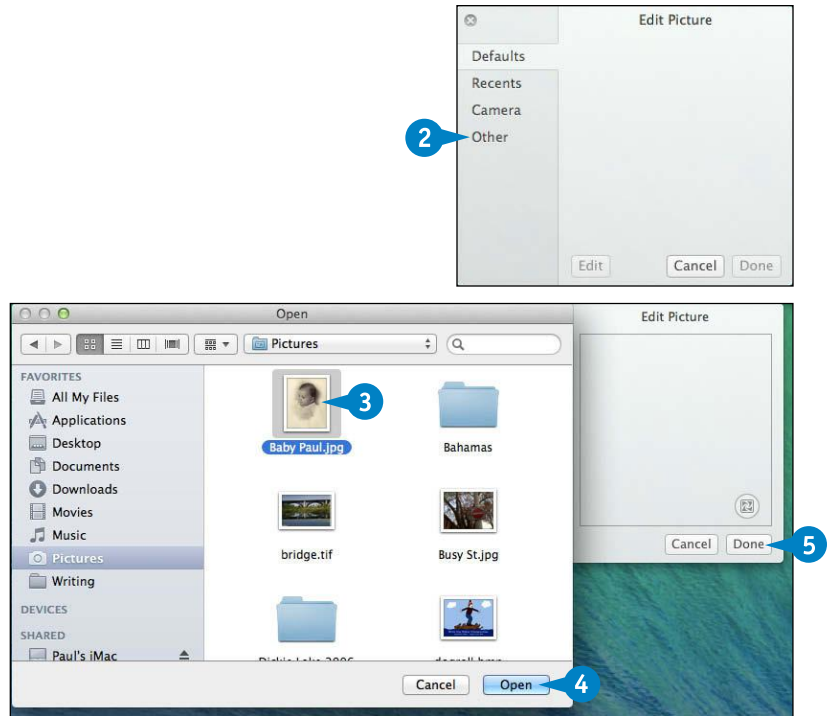 Edit Picture
Defaults
Recents
Camera
2
Other
Edit Cancel Done
Open
Pictures
Edit Picture
FAVORITES
All My Files
Applications
Desktop
Documents
Downloads
Movies
Music
Pictures
Writing
DEVICES
SHARED
Paul's iMac
3
Baby Paul.jpg
Bahamas
bridge.tif
Busy St.jpg
Cancel Open 4
Cancel Done 5